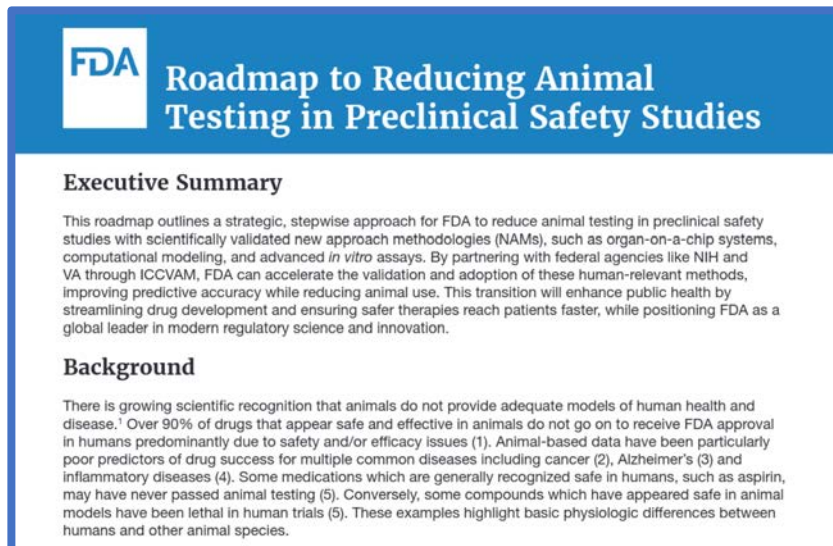 FDA
Roadmap to Reducing Animal
Testing in Preclinical Safety Studies
Executive Summary
This roadmap outlines a strategic, stepwise approach for FDA to reduce animal testing in preclinical safety
studies with scientifically validated new approach methodologies (NAMs), such as organ-on-a-chip systems,
computational modeling, and advanced in vitro assays. By partnering with federal agencies like NIH and
VA through ICCVAM, FDA can accelerate the validation and adoption of these human-relevant methods,
improving predictive accuracy while reducing animal use. This transition will enhance public health by
streamlining drug development and ensuring safer therapies reach patients faster, while positioning FDA as a
global leader in modern regulatory science and innovation.
Background
There is growing scientific recognition that animals do not provide adequate models of human health and
disease.¹ Over 90% of drugs that appear safe and effective in animals do not go on to receive FDA approval
in humans predominantly due to safety and/or efficacy issues (1). Animal-based data have been particularly
poor predictors of drug success for multiple common diseases including cancer (2), Alzheimer's (3) and
inflammatory diseases (4). Some medications which are generally recognized safe in humans, such as aspirin,
may have never passed animal testing (5). Conversely, some compounds which have appeared safe in animal
models have been lethal in human trials (5). These examples highlight basic physiologic differences between
humans and other animal species.